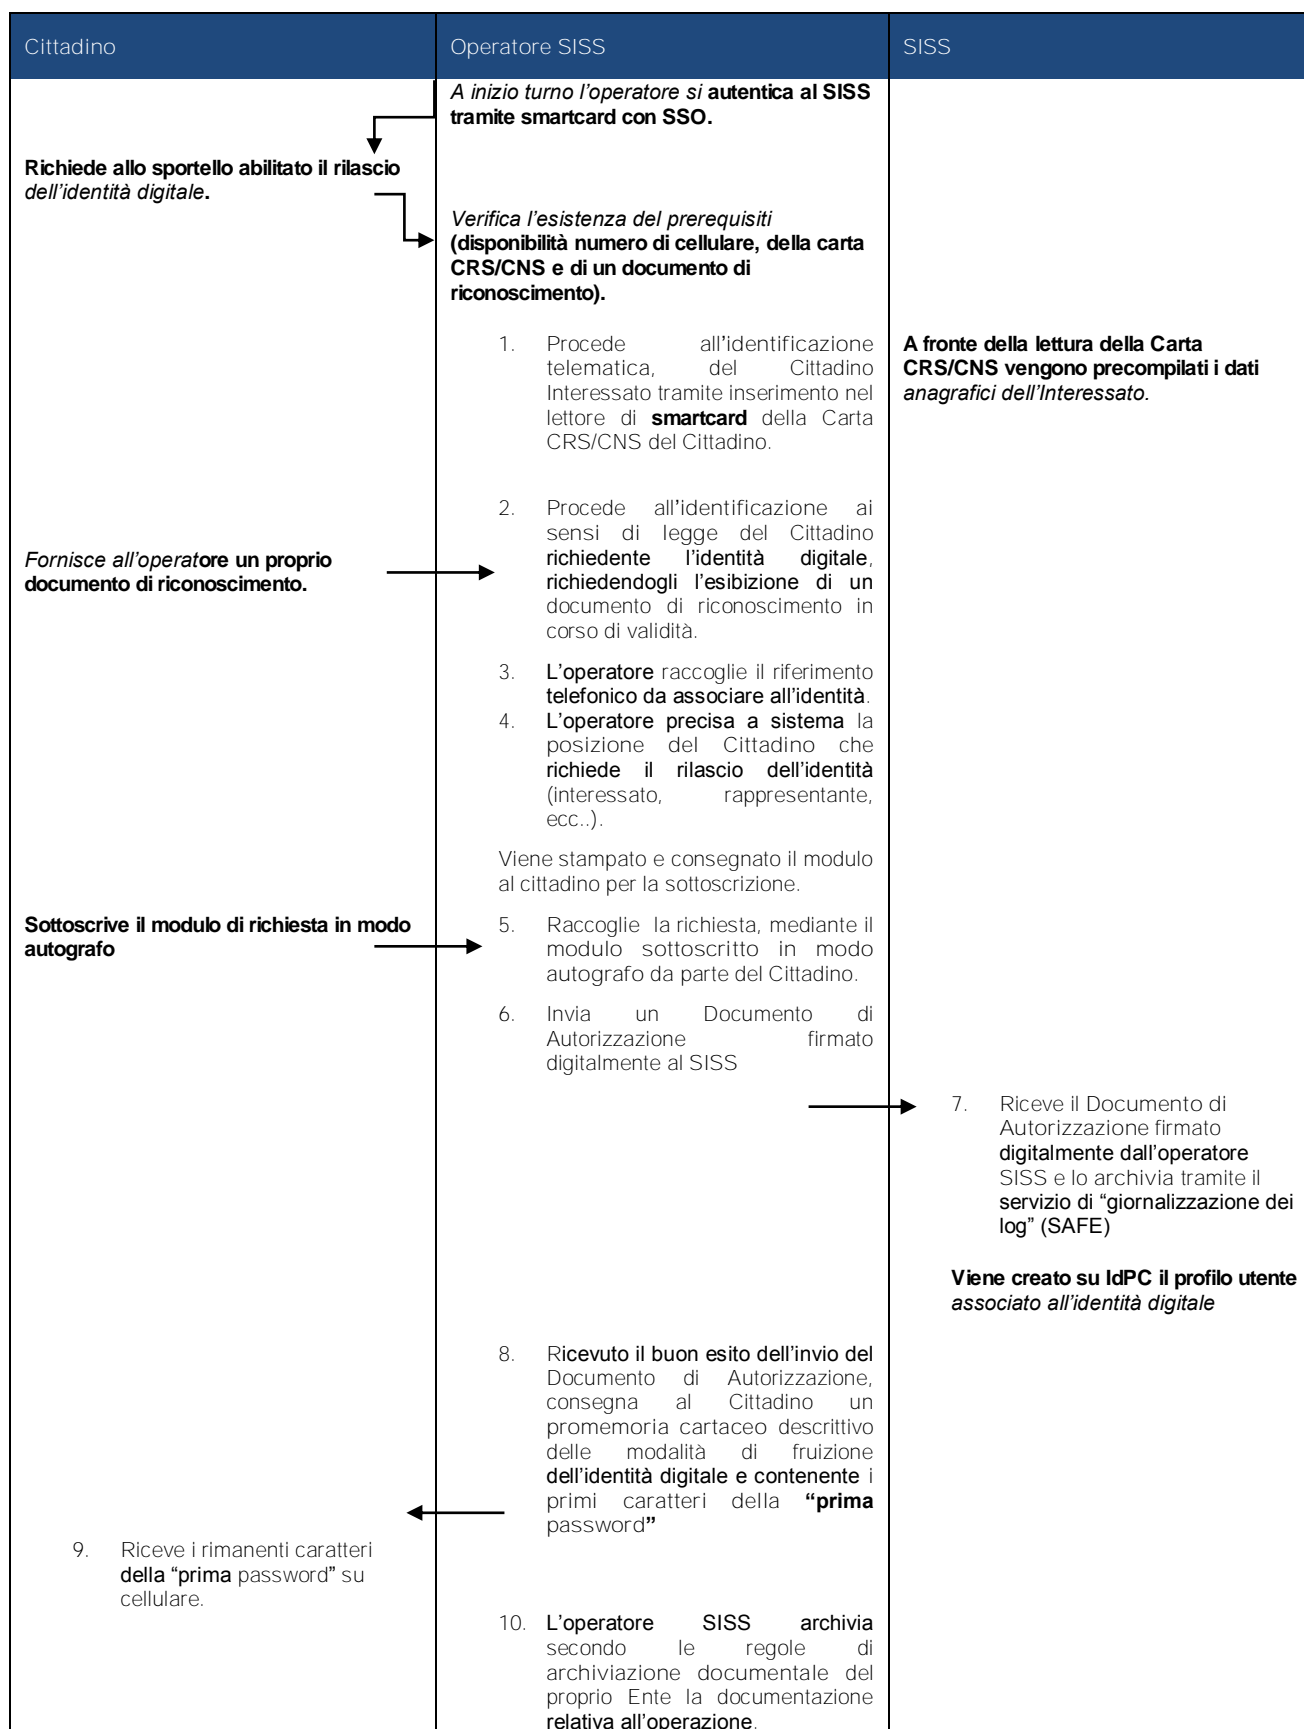 Cittadino
Operatore SISS
SISS
A inizio turno l'operatore si autentica al SISS
tramite smartcard con SSO.
Richiede allo sportello abilitato il rilascio
dell'identità digitale.
Verifica l'esistenza del prerequisiti
(disponibilità numero di cellulare, della carta
CRS/CNS e di un documento di
riconoscimento).
1. Procede all'identificazione
telematica, del Cittadino
Interessato tramite inserimento nel
lettore di smartcard della Carta
CRS/CNS del Cittadino.
A fronte della lettura della Carta
CRS/CNS vengono precompilati i dati
anagrafici dell'Interessato.
2. Procede all'identificazione ai
sensi di legge del Cittadino
richiedente l'identità digitale,
richiedendogli l'esibizione di un
documento di riconoscimento in
corso di validità.
Fornisce all'operatore un proprio
documento di riconoscimento.
3. L'operatore raccoglie il riferimento
telefonico da associare all'identità.
4. L'operatore precisa a sistema la
posizione del Cittadino che
richiede il rilascio dell'identità
(interessato, rappresentante,
ecc..).
Viene stampato e consegnato il modulo
al cittadino per la sottoscrizione.
Sottoscrive il modulo di richiesta in modo
autografo
5. Raccoglie la richiesta, mediante il
modulo sottoscritto in modo
autografo da parte del Cittadino.
6. Invia un Documento di
Autorizzazione firmato
digitalmente al SISS
7. Riceve il Documento di
Autorizzazione firmato
digitalmente dall'operatore
SISS e lo archivia tramite il
servizio di “giornalizzazione dei
log” (SAFE)
Viene creato su IdPC il profilo utente
associato all'identità digitale
8. Ricevuto il buon esito dell'invio del
Documento di Autorizzazione,
consegna al Cittadino un
promemoria cartaceo descrittivo
delle modalità di fruizione
dell'identità digitale e contenente i
primi caratteri della “prima
password”
9. Riceve i rimanenti caratteri
della “prima password” su
cellulare.
10. L'operatore SISS archivia
secondo le regole di
archiviazione documentale del
proprio Ente la documentazione
relativa all'operazione.